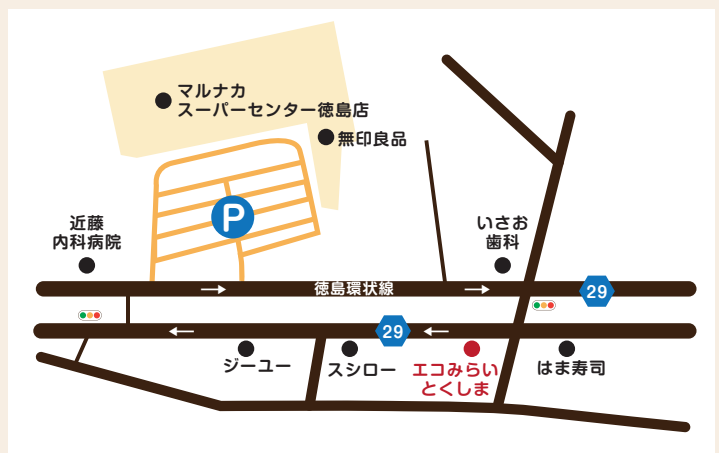 マルナカ
スーパーセンター徳島店
無印良品
P
近藤
内科病院
いさお
歯科
徳島環状線
29
29
ジーユー
スシロー
エコみらい
とくしま
はま寿司